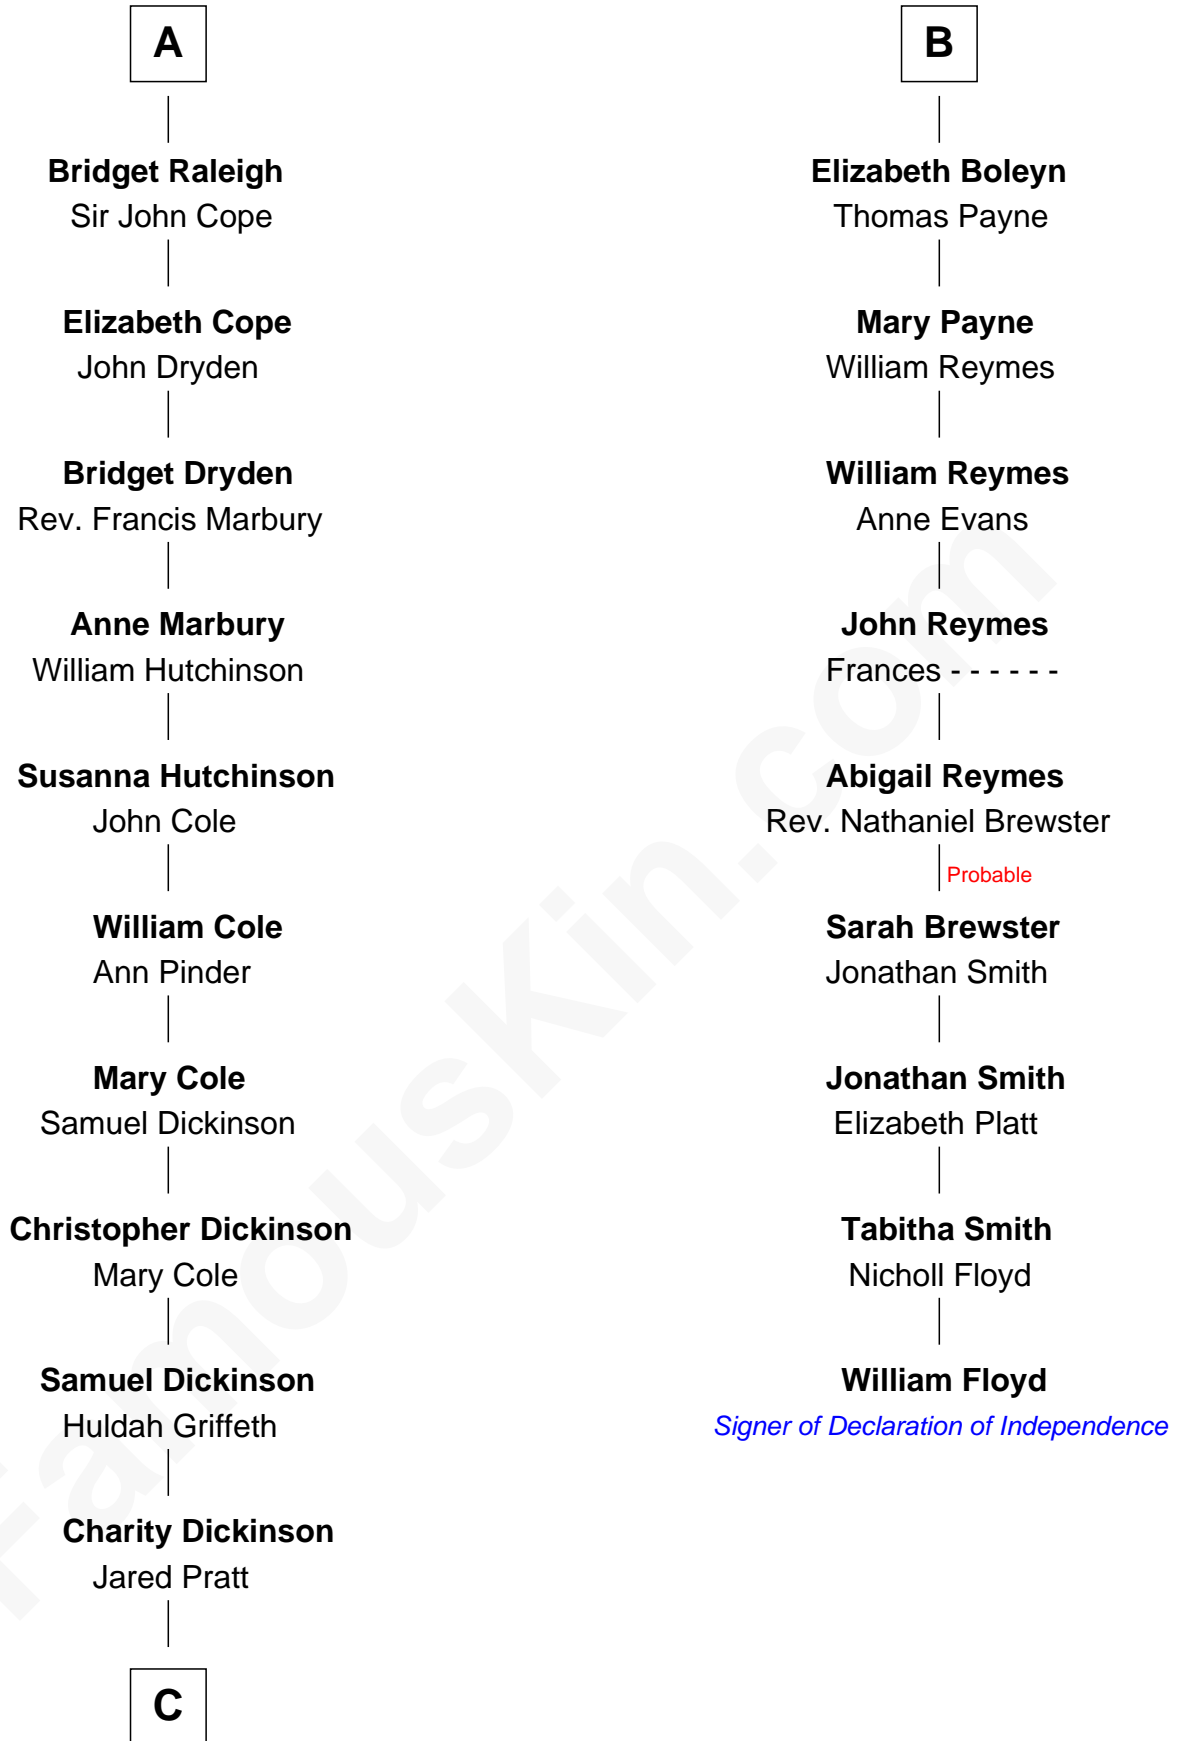 A
Bridget Raleigh
Sir John Cope
Elizabeth Cope
John Dryden
Bridget Dryden
Rev. Francis Marbury
Anne Marbury
William Hutchinson
Susanna Hutchinson
John Cole
William Cole
Ann Pinder
Mary Cole
Samuel Dickinson
Christopher Dickinson
Mary Cole
Samuel Dickinson
Huldah Griffeth
Charity Dickinson
Jared Pratt
C
B
Elizabeth Boleyn
Thomas Payne
Mary Payne
William Reymes
William Reymes
Anne Evans
John Reymes
Frances - - - - - -
Abigail Reymes
Rev. Nathaniel Brewster
Probable
Sarah Brewster
Jonathan Smith
Jonathan Smith
Elizabeth Platt
Tabitha Smith
Nicholl Floyd
William Floyd
Signer of Declaration of Independence
FamousKin.com